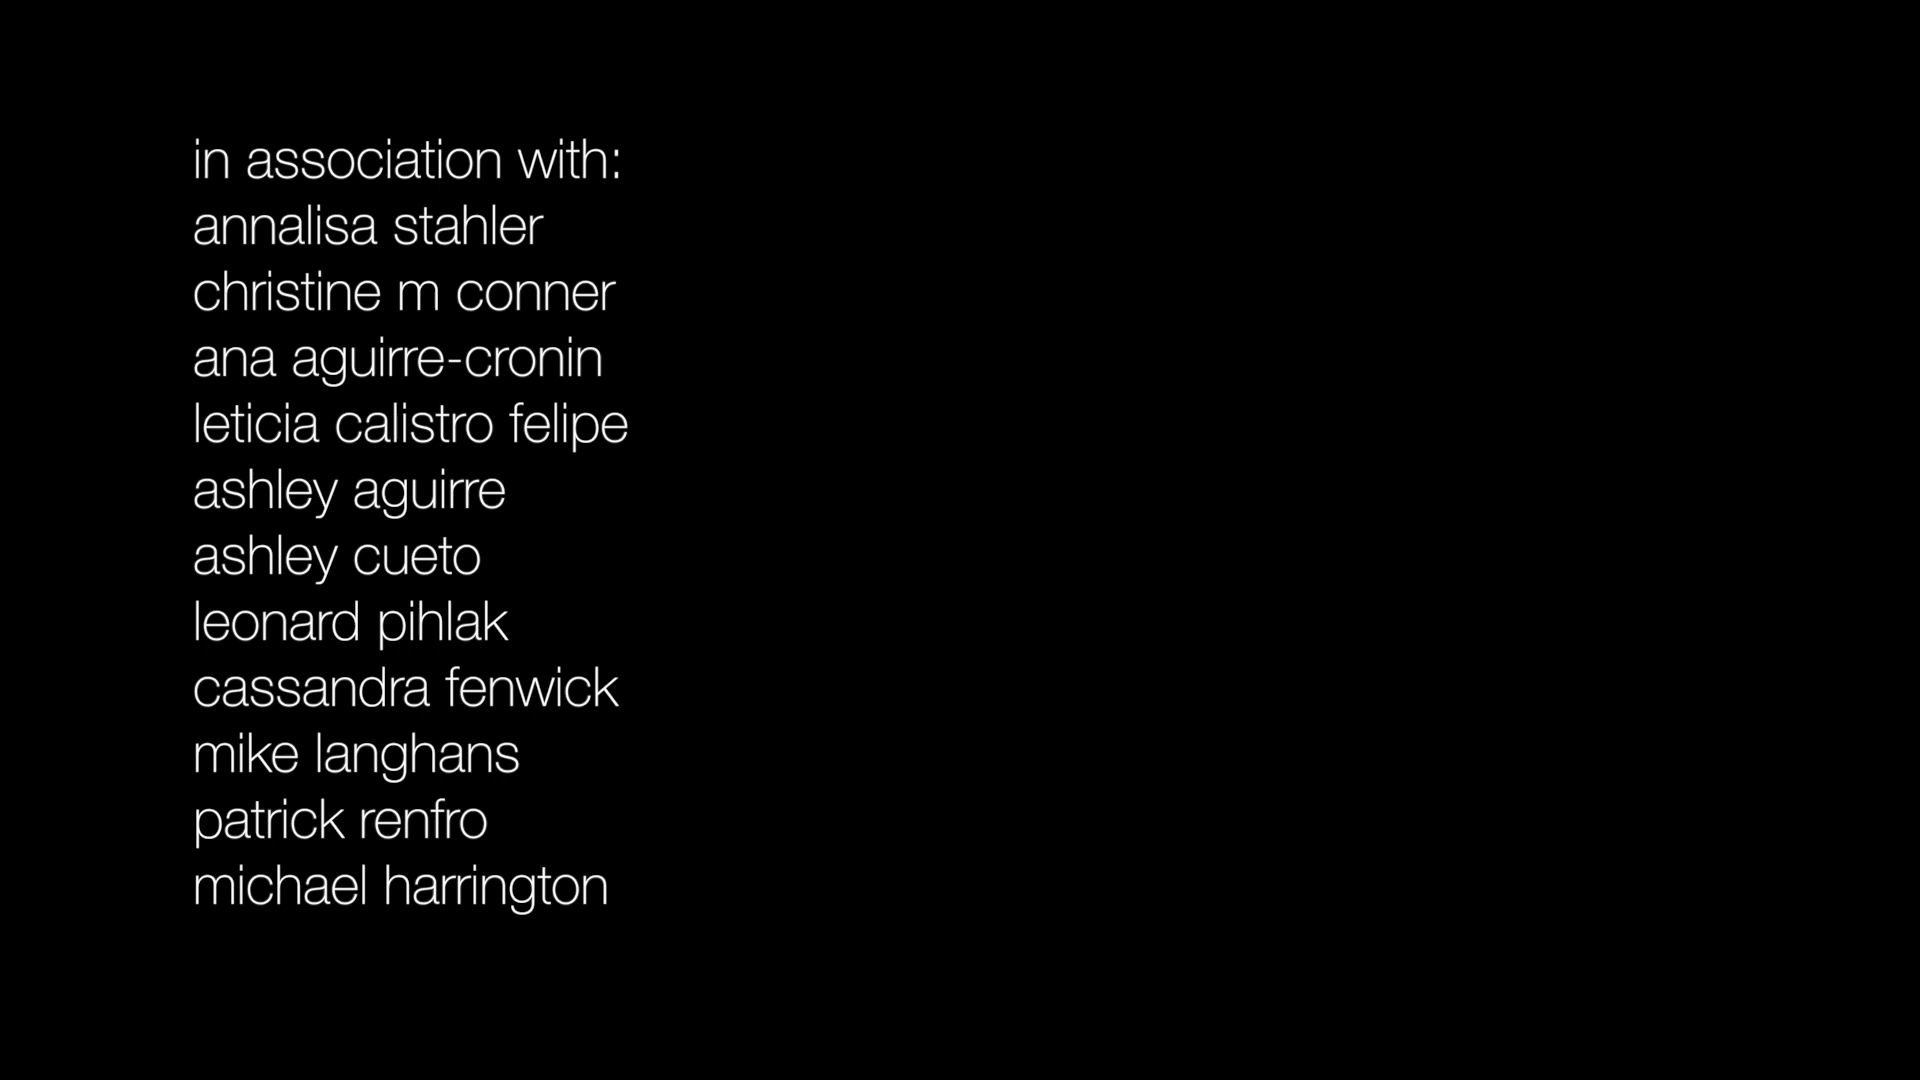 in association with:
annalisa stahler
christine m conner
ana aguirre-cronin
leticia calistro felipe
ashley aguirre
ashley cueto
leonard pihlak
cassandra fenwick
mike langhans
patrick renfro
michael harrington